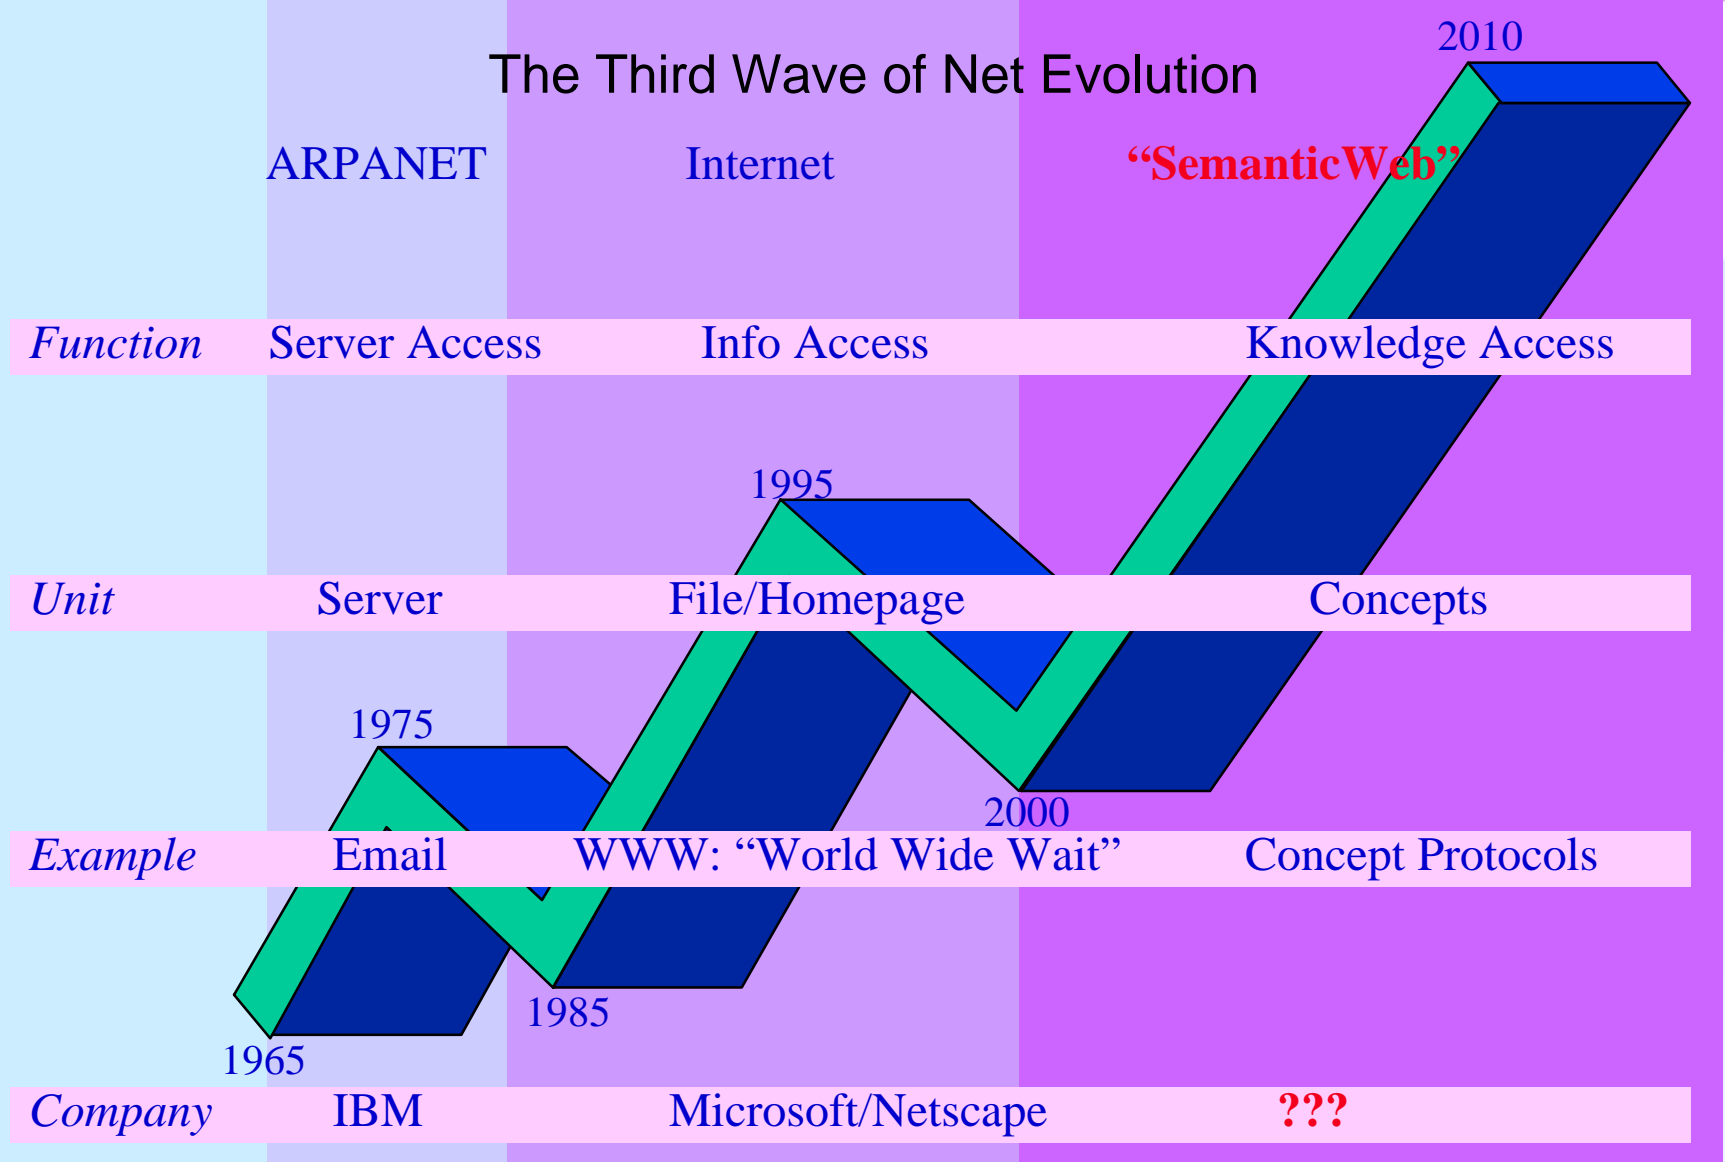 2010
The Third Wave of Net Evolution
ARPANET Internet “SemanticWeb”
Function Server Access Info Access Knowledge Access
1995
Unit Server File/Homepage Concepts
1975
2000
Example Email WWW: “World Wide Wait” Concept Protocols
1985
1965
Company IBM Microsoft/Netscape ???